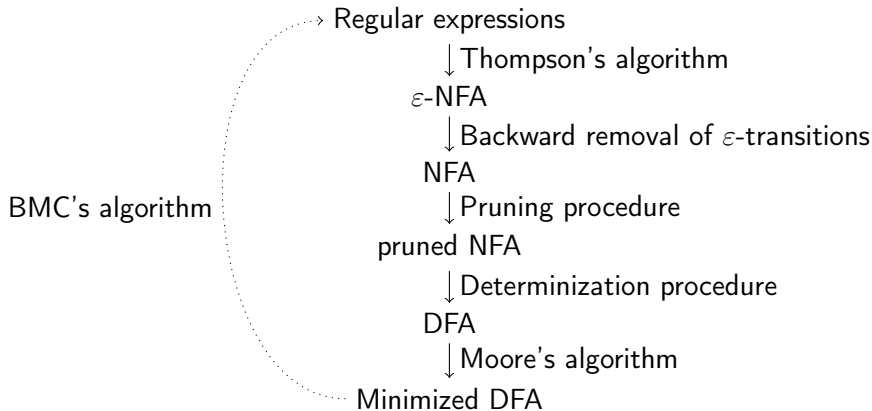 Regular expressions
Thompson's algorithm
ε-NFA
Backward removal of ε-transitions
NFA
BMC's algorithm
Pruning procedure
pruned NFA
Determinization procedure
DFA
Moore's algorithm
Minimized DFA